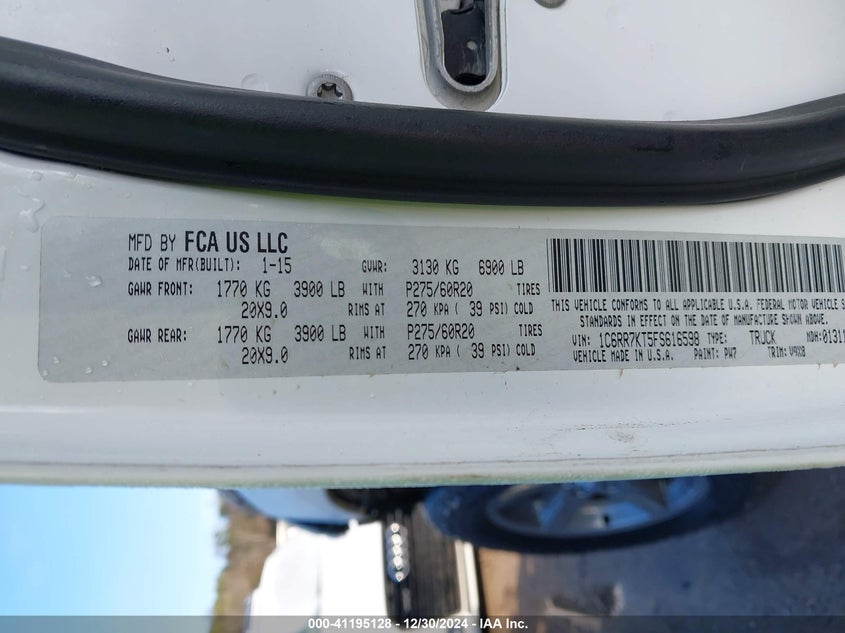 MFD BY FCA US LLC
DATE OF MFR(BUILT): 1-15 GVWR: 3130 KG 6900 LB
GAWR FRONT: 1770 KG 3900 LB WITH P275/60R20 TIRES
20X9.0 RIMS AT 270 KPA ( 39 PSI) COLD
GAWR REAR: 1770 KG 3900 LB WITH P275/60R20 TIRES
20X9.0 RIMS AT 270 KPA ( 39 PSI) COLD
THIS VEHICLE CONFORMS TO ALL APPLICABLE U.S.A. FEDERAL MOTOR VEHICLE S
STANDARDS IN EFFECT ON THE DATE OF MANUFACTURE SHOWN ABOVE.
VIN: 1C6RR7KT5FS616598 TYPE: TRUCK MDH: 01311
VEHICLE MADE IN U.S.A. PAINT: PW7 TRIM: V9X8
000-41195128 - 12/30/2024 - IAA Inc.